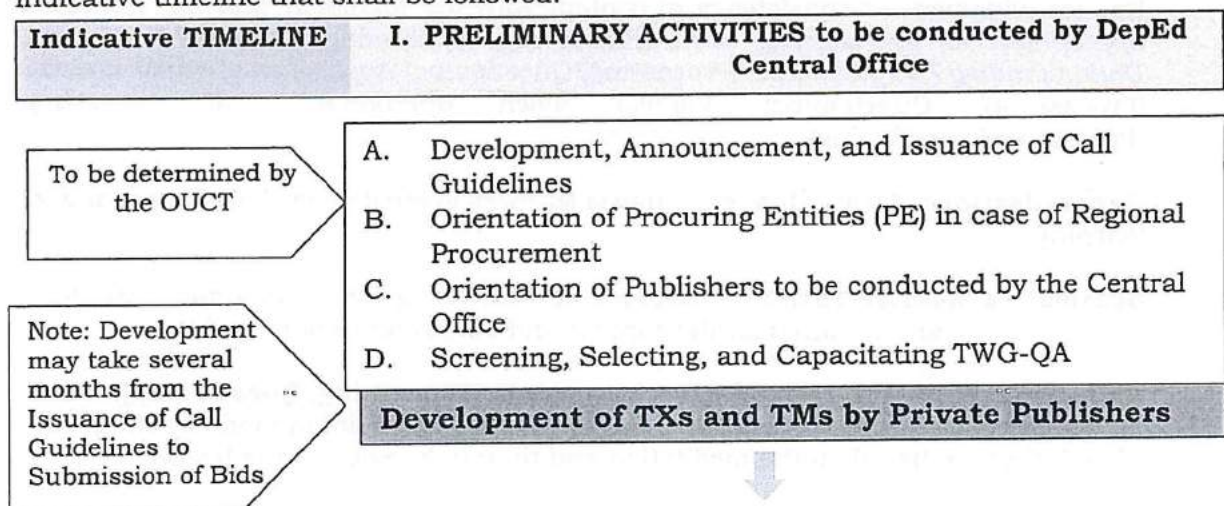 indicative timeline that shall be followed.
Indicative TIMELINE
I. PRELIMINARY ACTIVITIES to be conducted by DepEd
Central Office
To be determined by
the OUCT
A. Development, Announcement, and Issuance of Call
Guidelines
B. Orientation of Procuring Entities (PE) in case of Regional
Procurement
C. Orientation of Publishers to be conducted by the Central
Office
D. Screening, Selecting, and Capacitating TWG-QA
Note: Development
may take several
months from the
Issuance of Call
Guidelines to
Submission of Bids
Development of TXs and TMs by Private Publishers